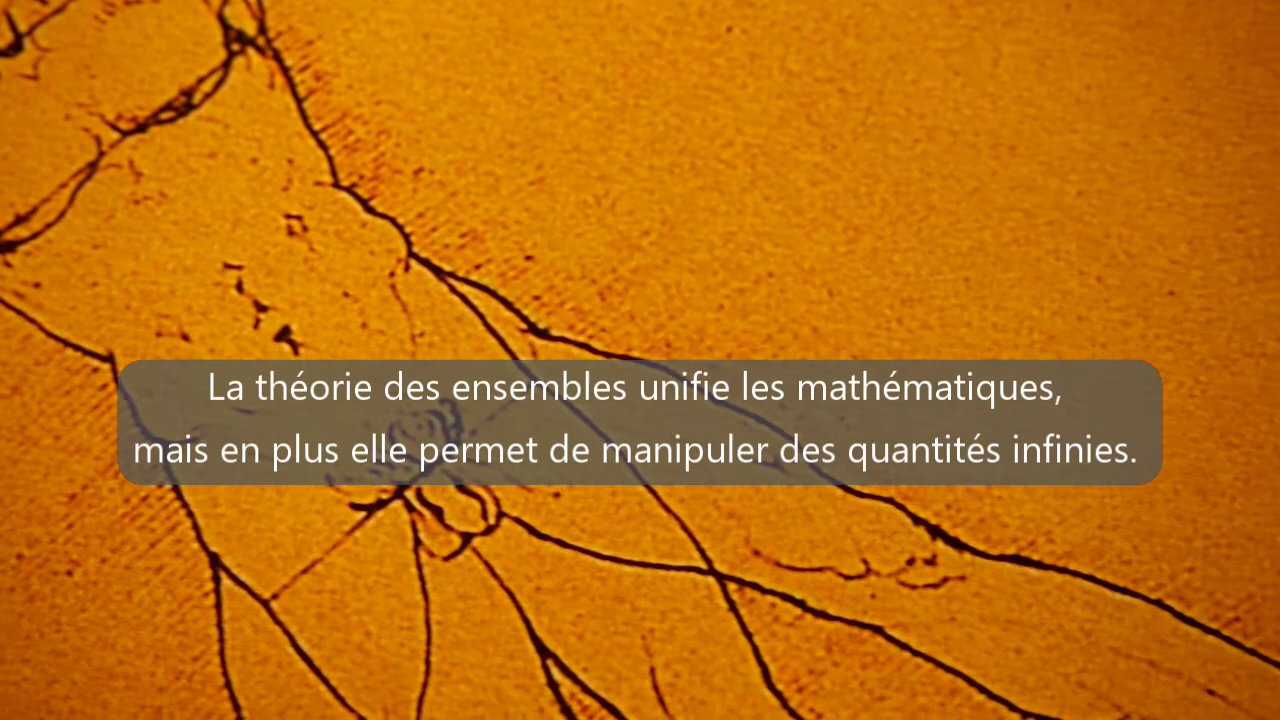 La théorie des ensembles unifie les mathématiques,
mais en plus elle permet de manipuler des quantités infinies.